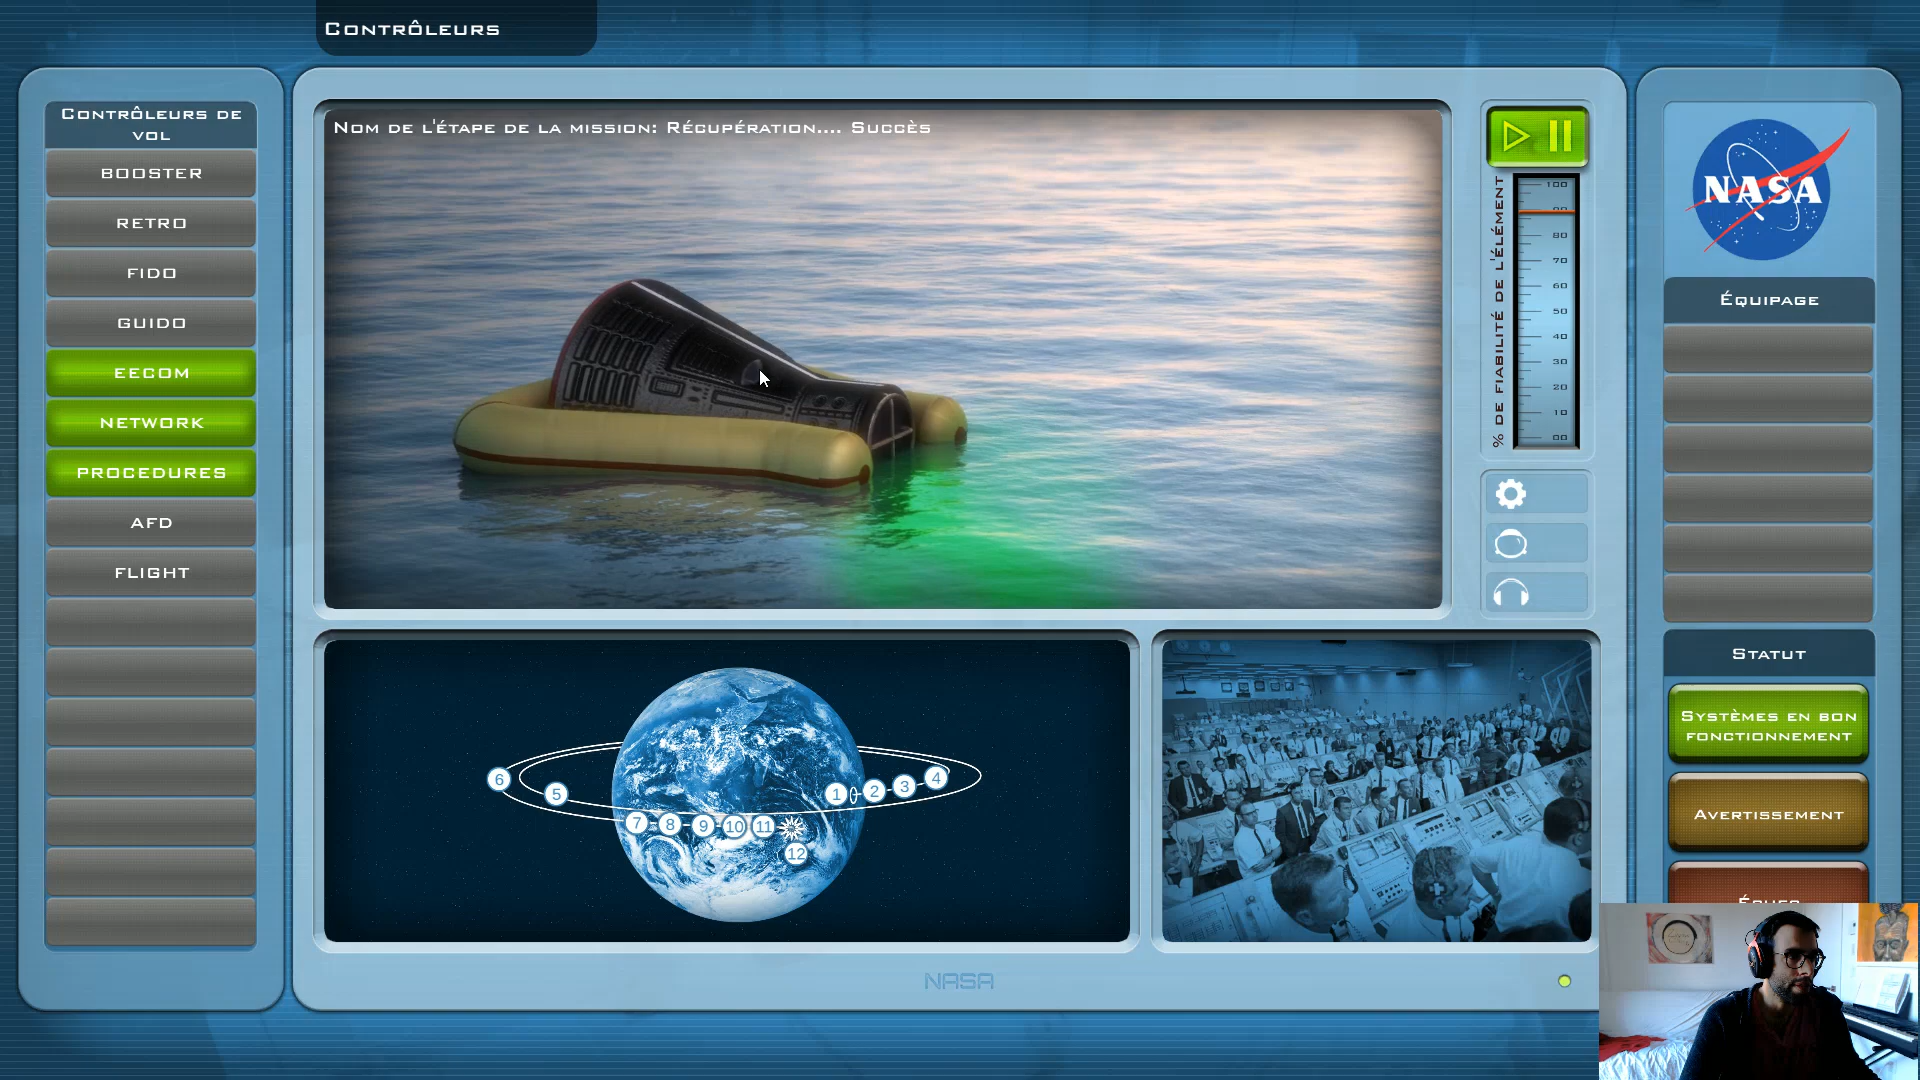 Contrôleurs
Contrôleurs de
vol
BOOSTER
RETRO
FIDO
GUIDO
EECOM
NETWORK
PROCEDURES
AFD
FLIGHT
Nom de l'étape de la mission: Récupération.... Succès
% de fiabilité de l'élément
100
90
80
70
60
50
40
30
20
10
00
NASA
Équipage
Statut
Systèmes en bon
fonctionnement
Avertissement
1
2
3
4
5
6
7
8
9
10
11
12
NASA